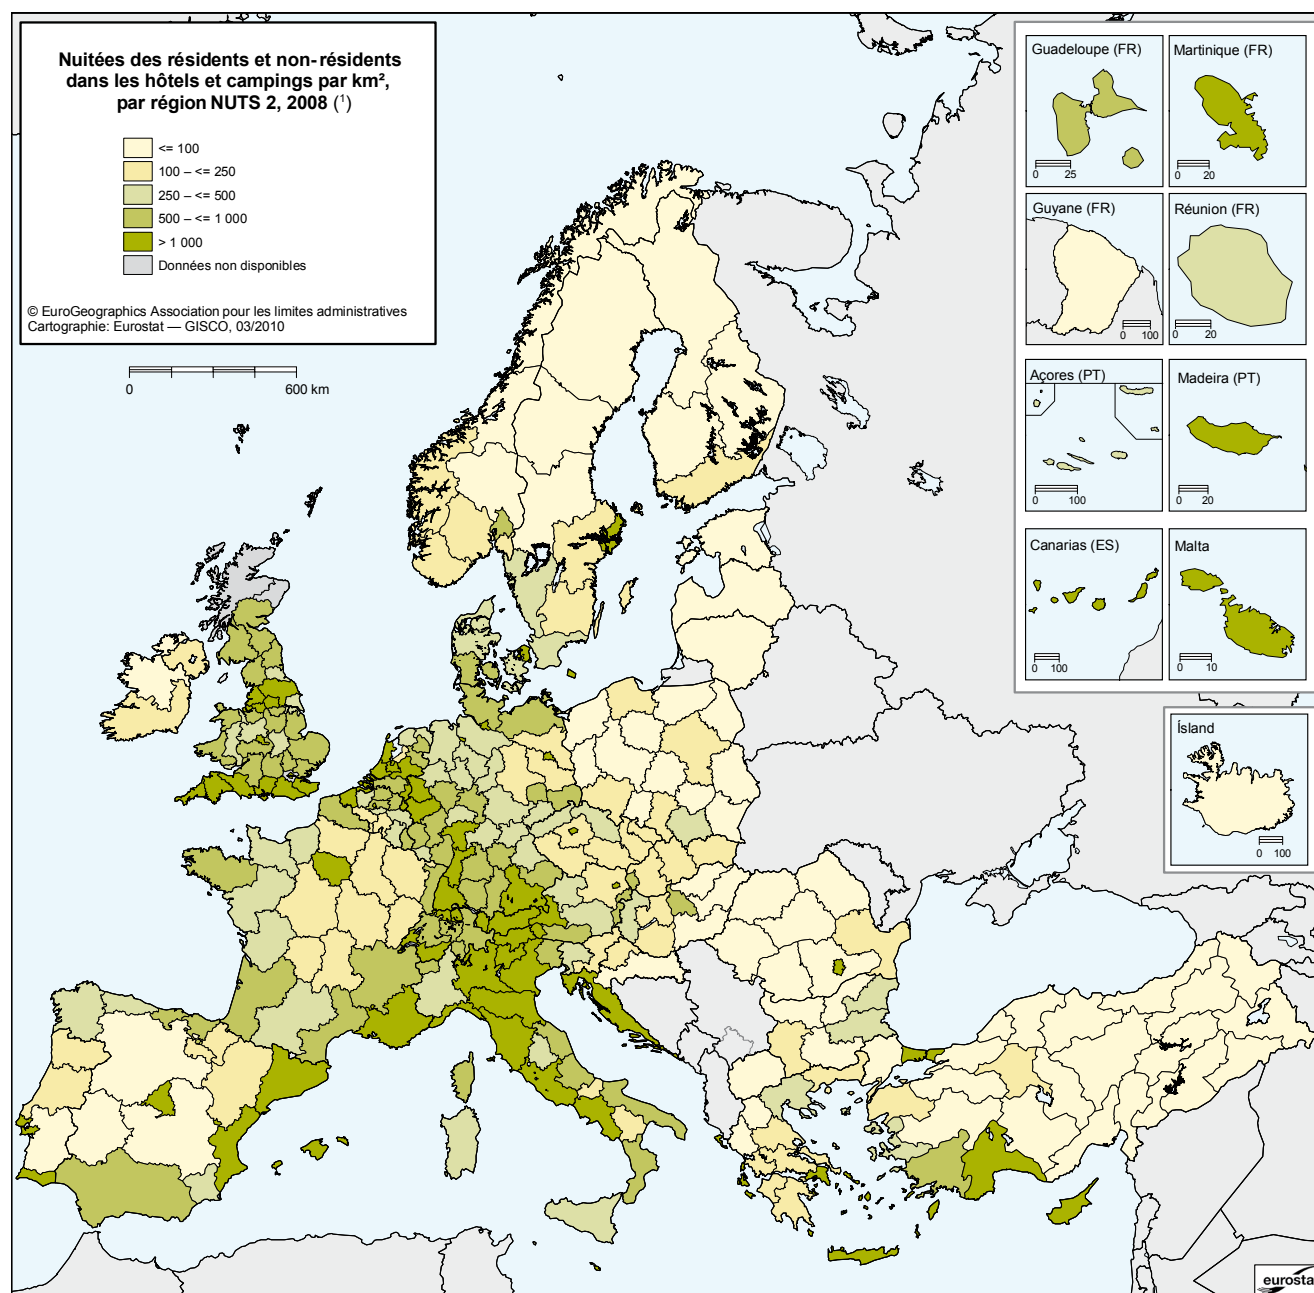 Nuitées des résidents et non-résidents
dans les hôtels et campings par km²,
par région NUTS 2, 2008 (¹)
<= 100
100 – <= 250
250 – <= 500
500 – <= 1 000
> 1 000
Données non disponibles
© EuroGeographics Association pour les limites administratives
Cartographie: Eurostat — GISCO, 03/2010
0 600 km
Guadeloupe (FR)
0 25
Martinique (FR)
0 20
Guyane (FR)
0 100
Réunion (FR)
0 20
Açores (PT)
0 100
Madeira (PT)
0 20
Canarias (ES)
0 100
Malta
0 10
Ísland
0 100
eurosta